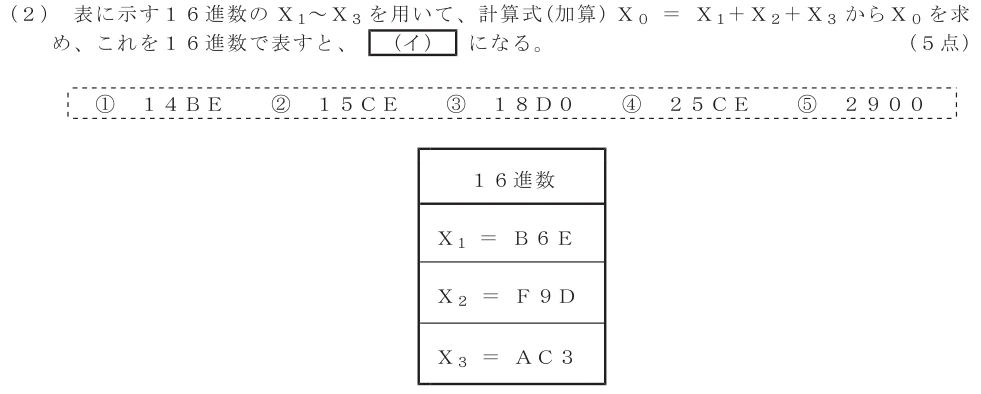 (２) 表に示す１６進数のＸ₁～Ｘ₃を用いて、計算式(加算) Ｘ₀ ＝ Ｘ₁＋Ｘ₂＋Ｘ₃からＸ₀を求
め、これを１６進数で表すと、 (イ) になる。 (５点)
① １４ＢＥ ② １５ＣＥ ③ １８Ｄ０ ④ ２５ＣＥ ⑤ ２９００
１６進数
Ｘ₁ ＝ Ｂ６Ｅ
Ｘ₂ ＝ Ｆ９Ｄ
Ｘ₃ ＝ ＡＣ３